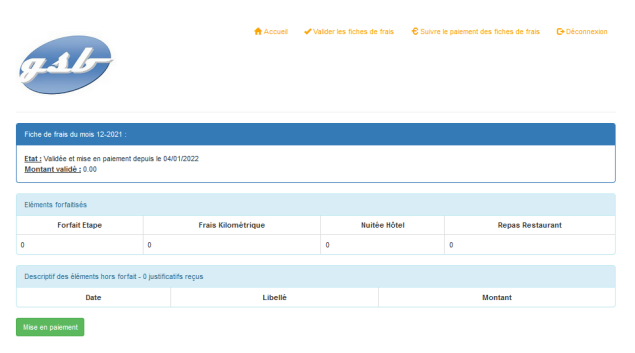 gsb
Accueil Valider les fiches de frais Suivre le paiement des fiches de frais Déconnexion
Fiche de frais du mois 12-2021 :
Etat : Validée et mise en paiement depuis le 04/01/2022
Montant validé : 0.00
Eléments forfaitisés
Forfait Etape Frais Kilométrique Nuitée Hôtel Repas Restaurant
0 0 0 0
Descriptif des éléments hors forfait - 0 justificatifs reçus
Date Libellé Montant
Mise en paiement